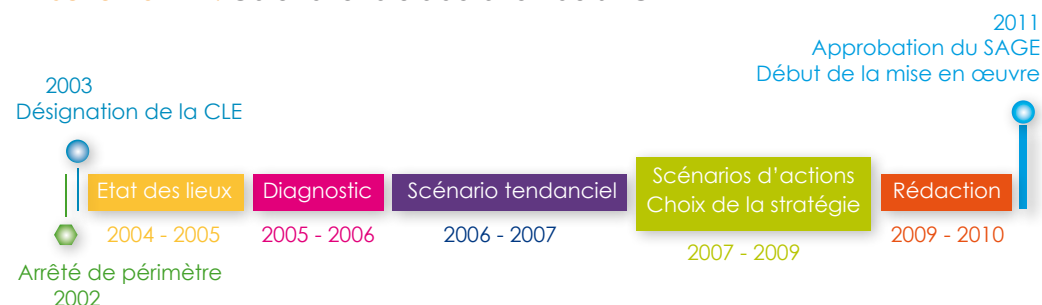 2011
Approbation du SAGE
Début de la mise en œuvre
2003
Désignation de la CLE
Etat des lieux
Diagnostic
Scénario tendanciel
Scénarios d'actions
Choix de la stratégie
Rédaction
2004 - 2005
2005 - 2006
2006 - 2007
2007 - 2009
2009 - 2010
Arrêté de périmètre
2002